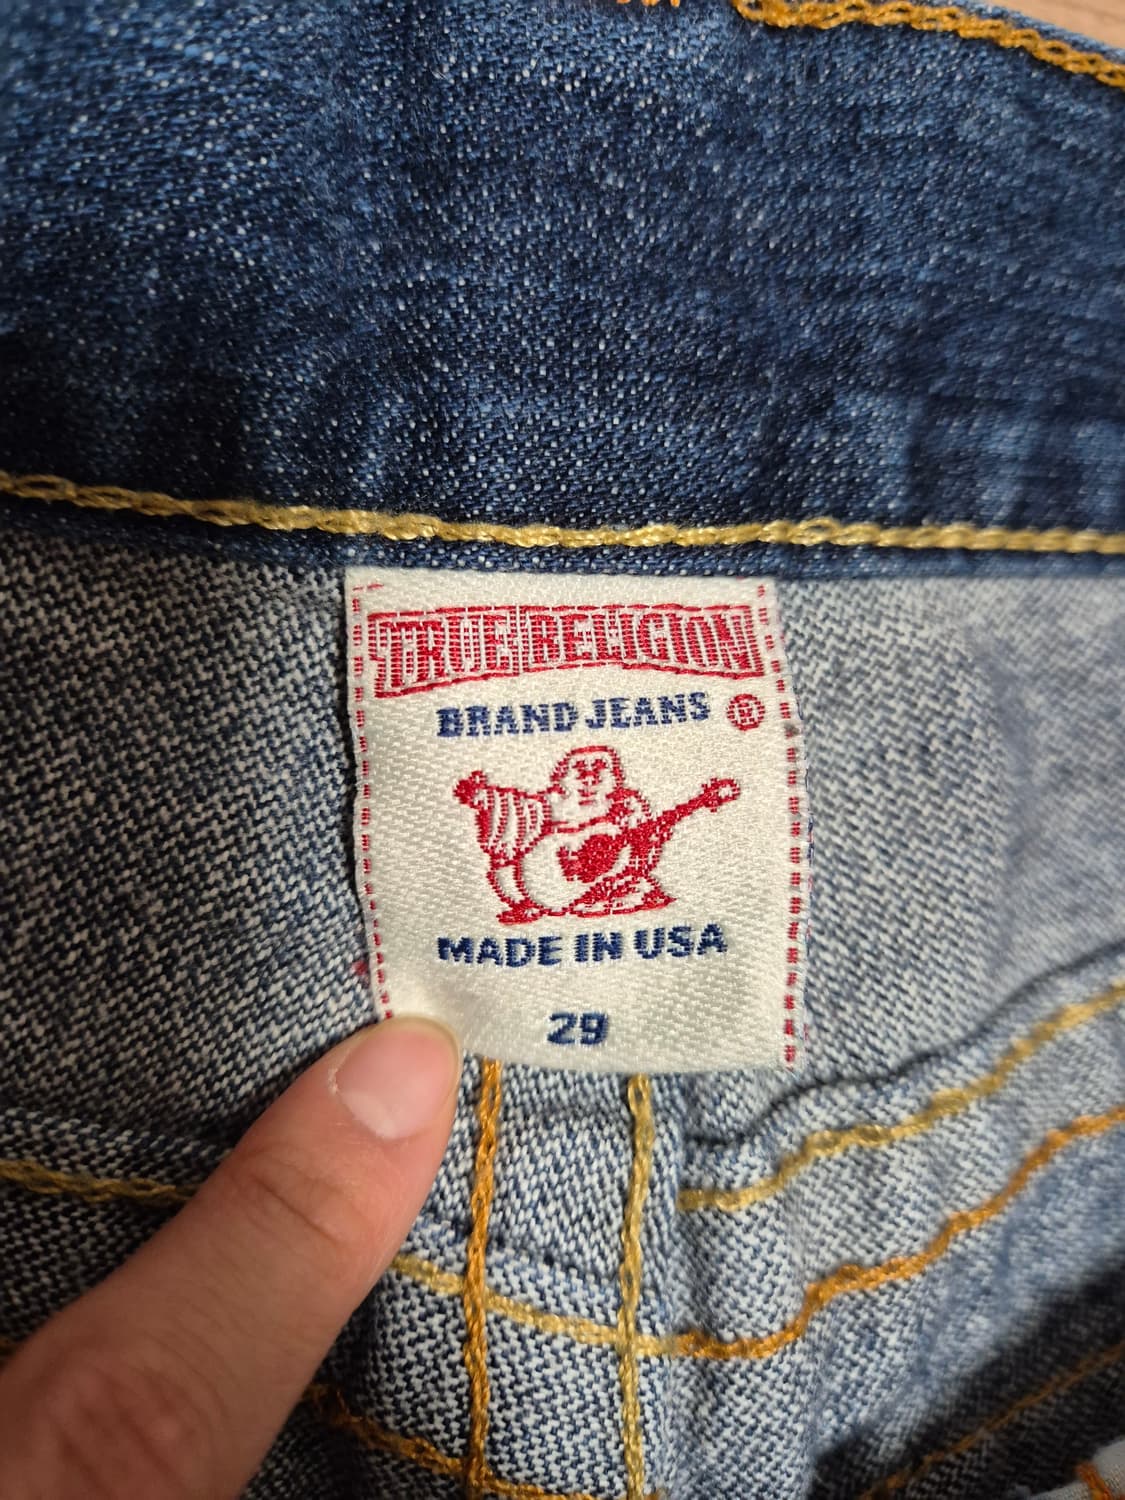 TRUE RELIGION
BRAND JEANS ®
MADE IN USA
29